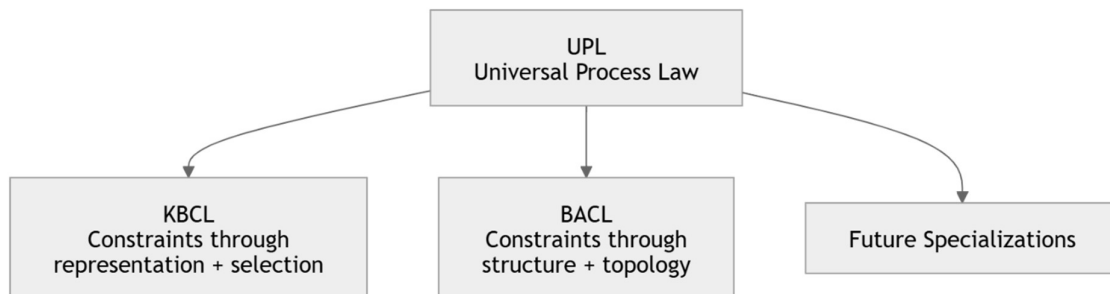 UPL
Universal Process Law
KBCL
Constraints through
representation + selection
BACL
Constraints through
structure + topology
Future Specializations